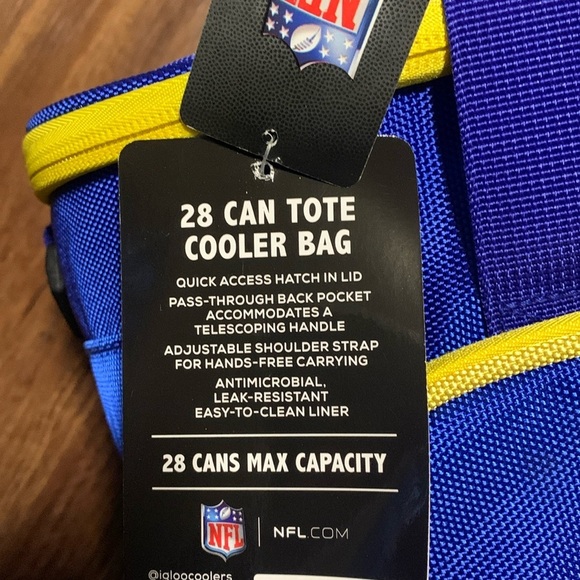 NFL
28 CAN TOTE
COOLER BAG
QUICK ACCESS HATCH IN LID
PASS-THROUGH BACK POCKET
ACCOMMODATES A
TELESCOPING HANDLE
ADJUSTABLE SHOULDER STRAP
FOR HANDS-FREE CARRYING
ANTIMICROBIAL,
LEAK-RESISTANT
EASY-TO-CLEAN LINER
28 CANS MAX CAPACITY
NFL
NFL.COM
@igloocoolers